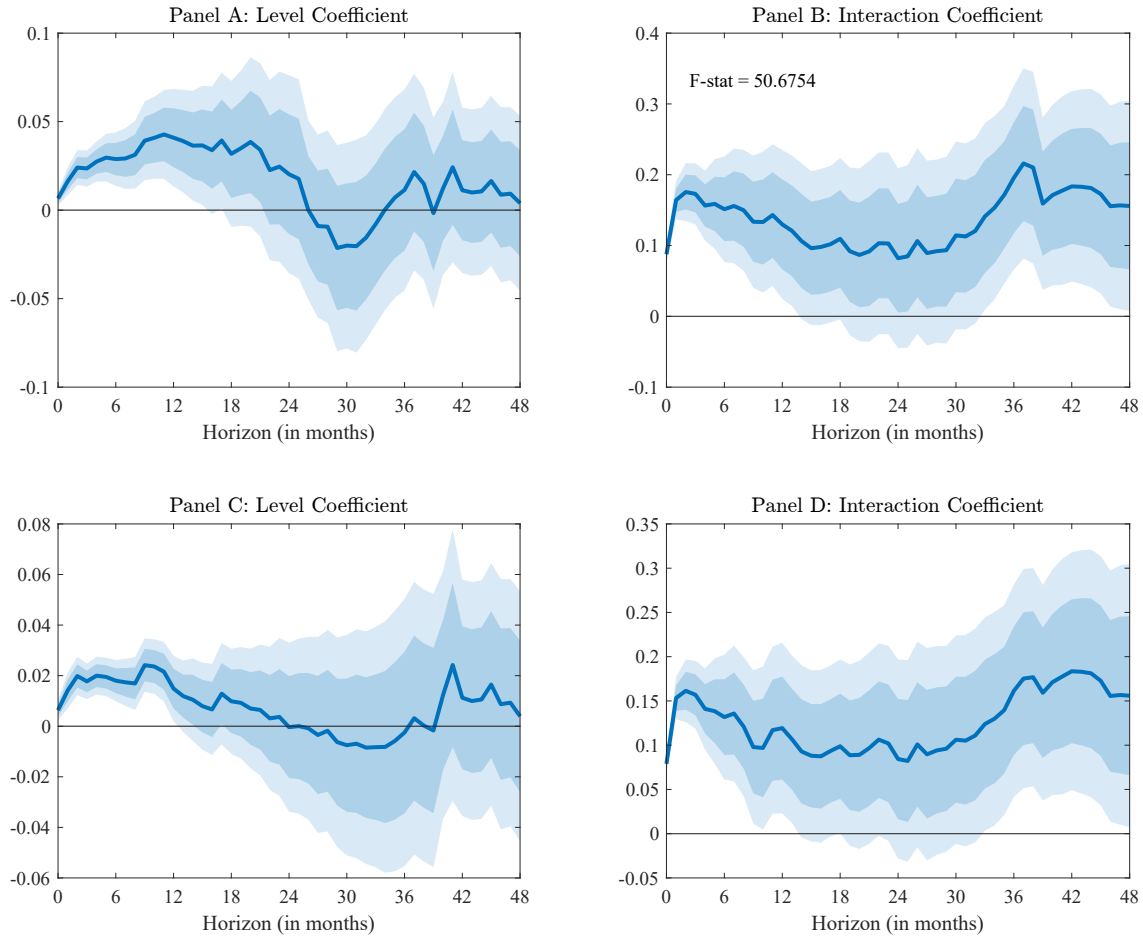 Panel A: Level Coefficient
0.1
0.05
0
-0.05
-0.1
0 6 12 18 24 30 36 42 48
Horizon (in months)
Panel B: Interaction Coefficient
F-stat = 50.6754
0.4
0.3
0.2
0.1
0
-0.1
0 6 12 18 24 30 36 42 48
Horizon (in months)
Panel C: Level Coefficient
0.08
0.06
0.04
0.02
0
-0.02
-0.04
-0.06
0 6 12 18 24 30 36 42 48
Horizon (in months)
Panel D: Interaction Coefficient
0.35
0.3
0.25
0.2
0.15
0.1
0.05
0
-0.05
0 6 12 18 24 30 36 42 48
Horizon (in months)